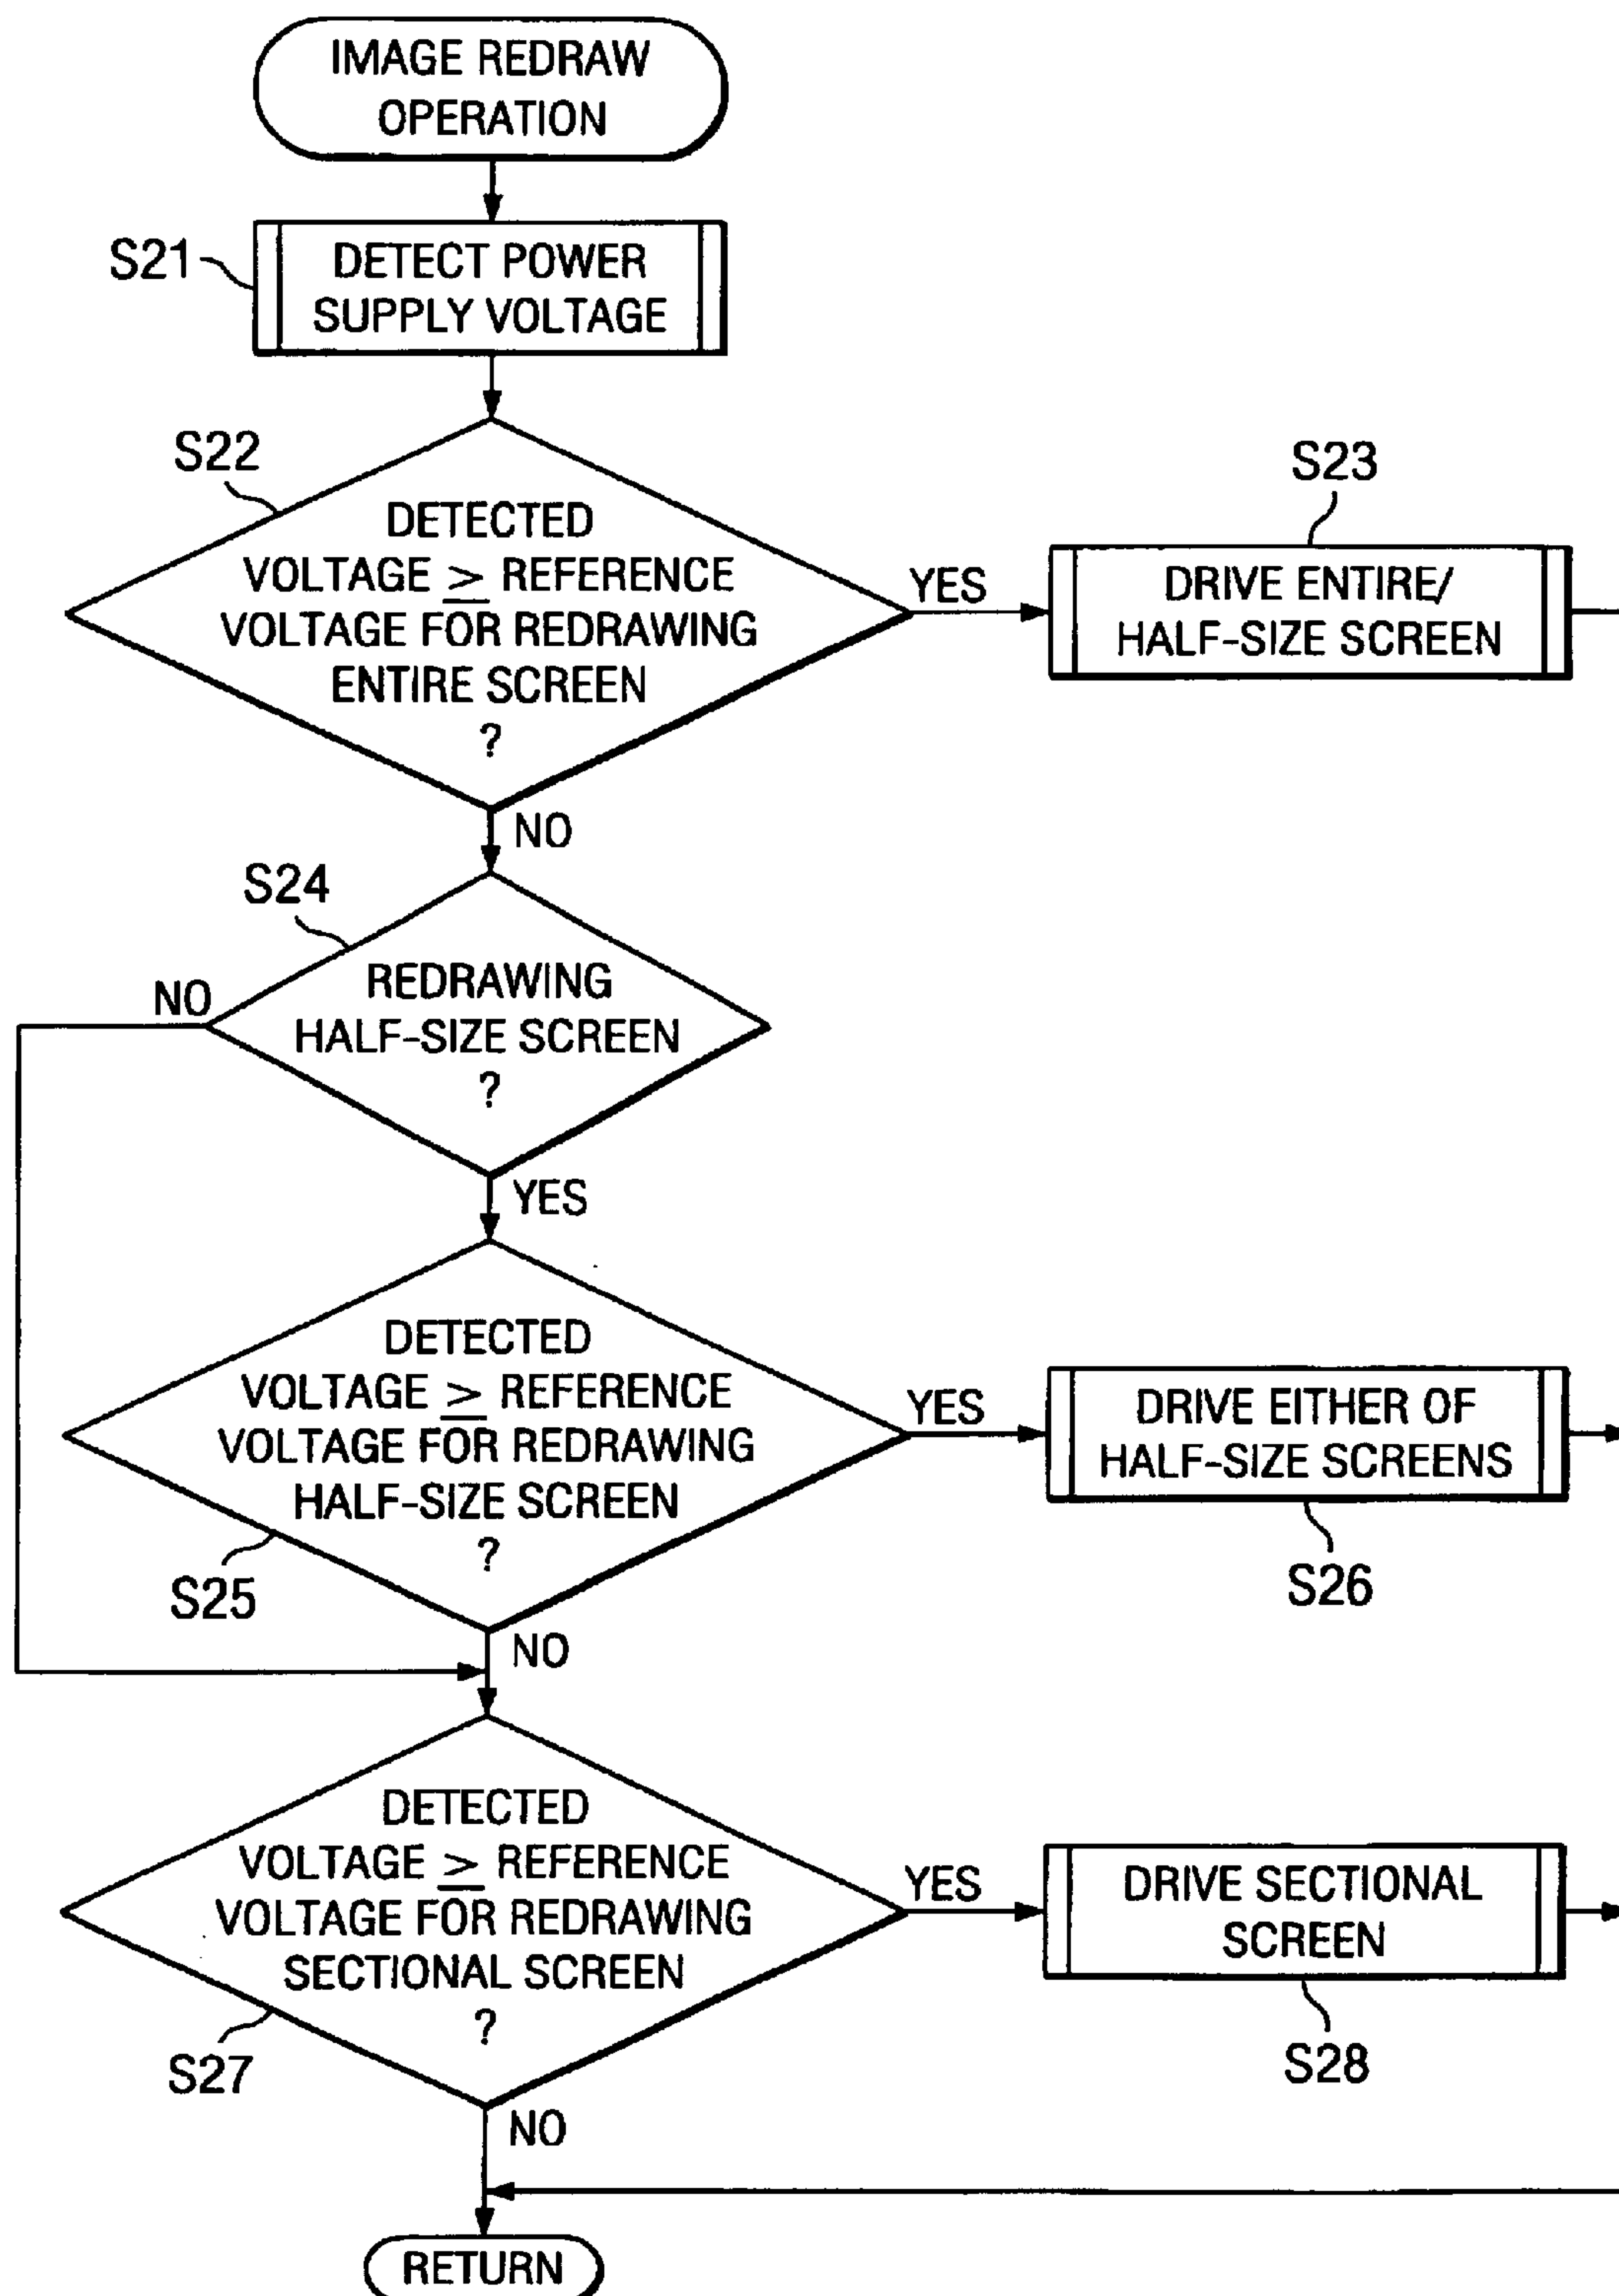 IMAGE REDRAW
OPERATION
S21
DETECT POWER
SUPPLY VOLTAGE
S22
DETECTED
VOLTAGE ≥ REFERENCE
VOLTAGE FOR REDRAWING
ENTIRE SCREEN
?
YES
S23
DRIVE ENTIRE/
HALF-SIZE SCREEN
NO
S24
REDRAWING
HALF-SIZE SCREEN
?
NO
YES
DETECTED
VOLTAGE ≥ REFERENCE
VOLTAGE FOR REDRAWING
HALF-SIZE SCREEN
?
S25
YES
DRIVE EITHER OF
HALF-SIZE SCREENS
S26
NO
DETECTED
VOLTAGE ≥ REFERENCE
VOLTAGE FOR REDRAWING
SECTIONAL SCREEN
?
S27
YES
DRIVE SECTIONAL
SCREEN
S28
NO
RETURN